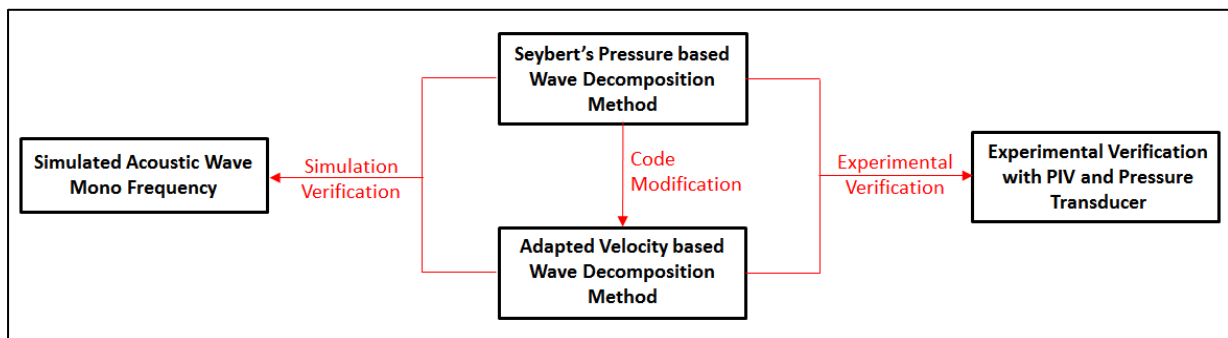 Seybert's Pressure based
Wave Decomposition
Method
Simulated Acoustic Wave
Mono Frequency
Simulation
Verification
Code
Modification
Experimental
Verification
Experimental Verification
with PIV and Pressure
Transducer
Adapted Velocity based
Wave Decomposition
Method